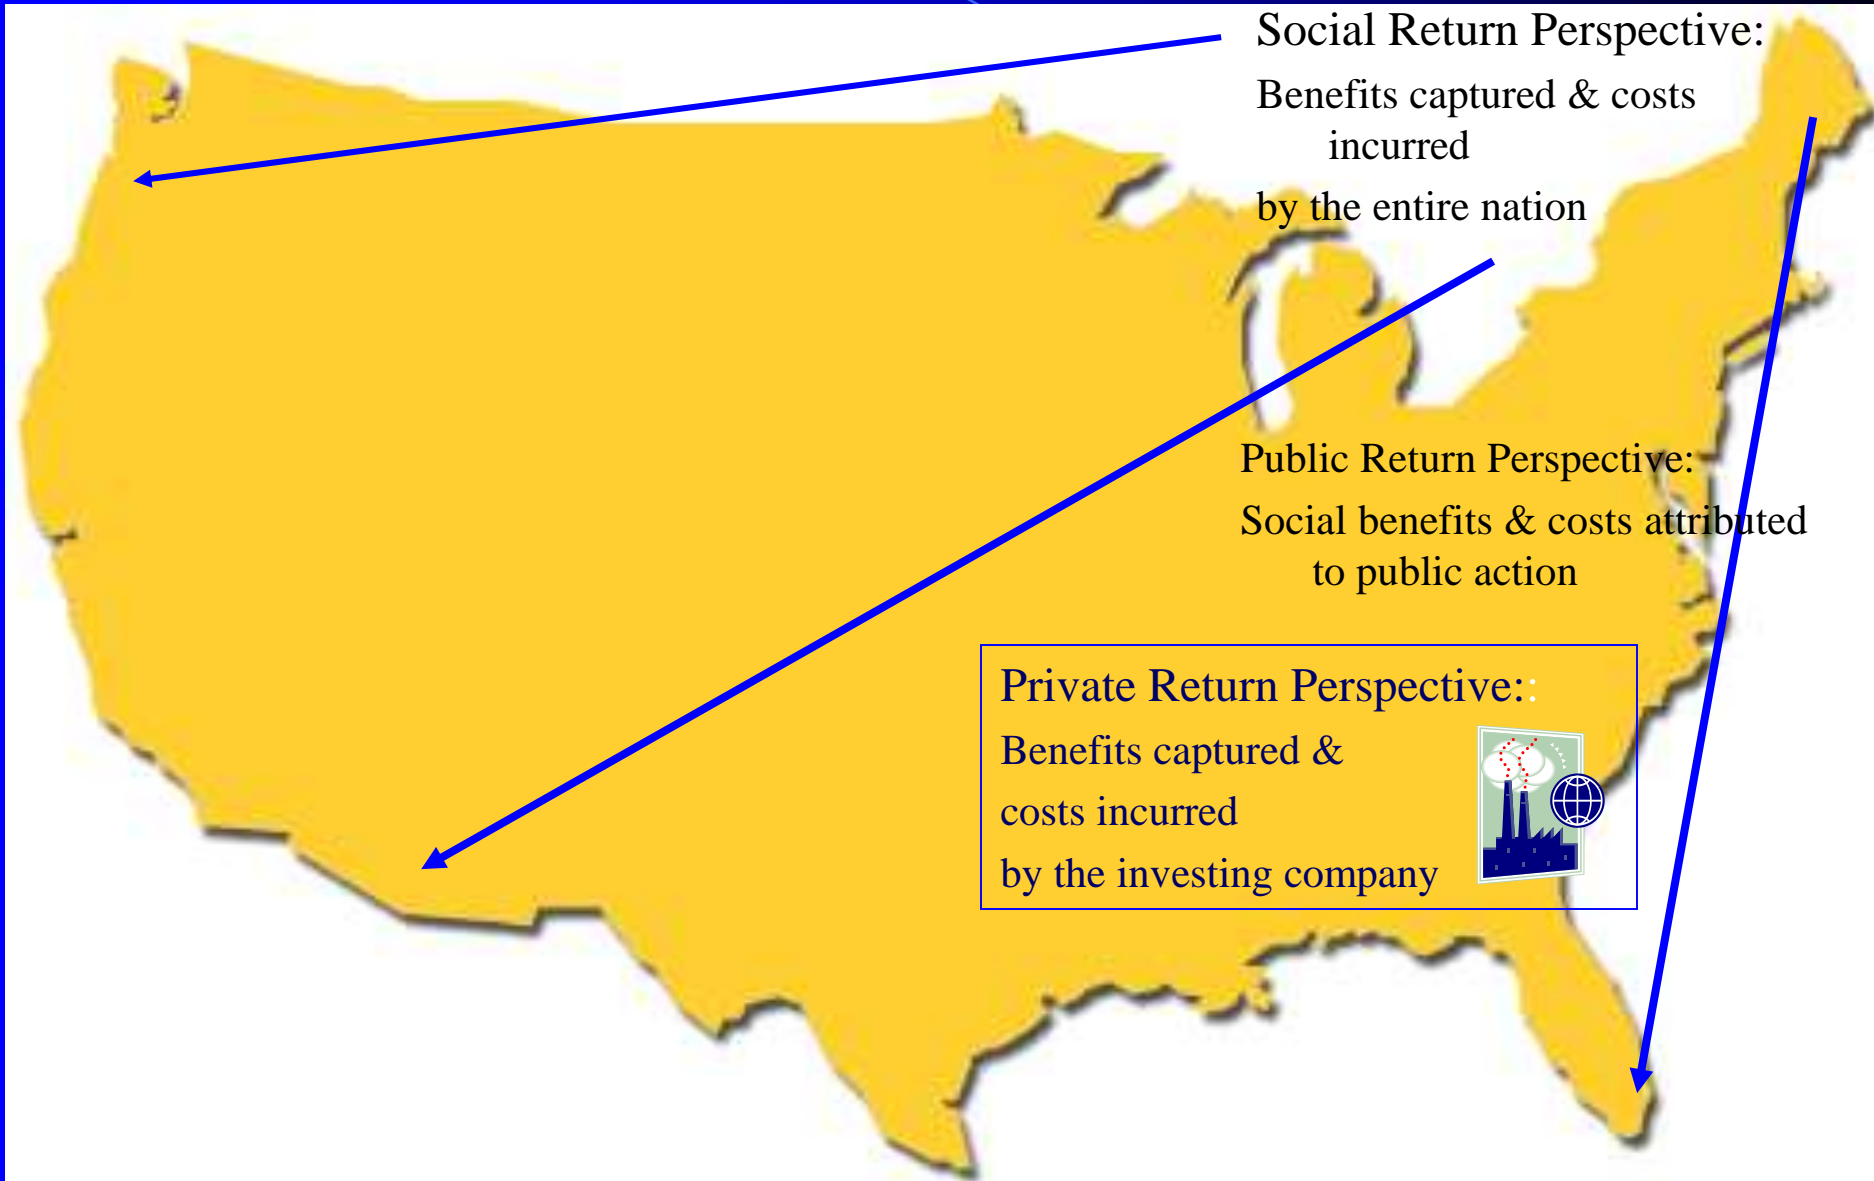 Social Return Perspective:
Benefits captured & costs
incurred
by the entire nation
Public Return Perspective:
Social benefits & costs attributed
to public action
Private Return Perspective::
Benefits captured &
costs incurred
by the investing company